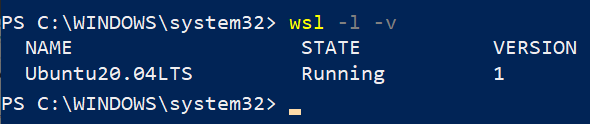 PS C:\WINDOWS\system32> wsl -l -v
NAME STATE VERSION
Ubuntu20.04LTS Running 1
PS C:\WINDOWS\system32>